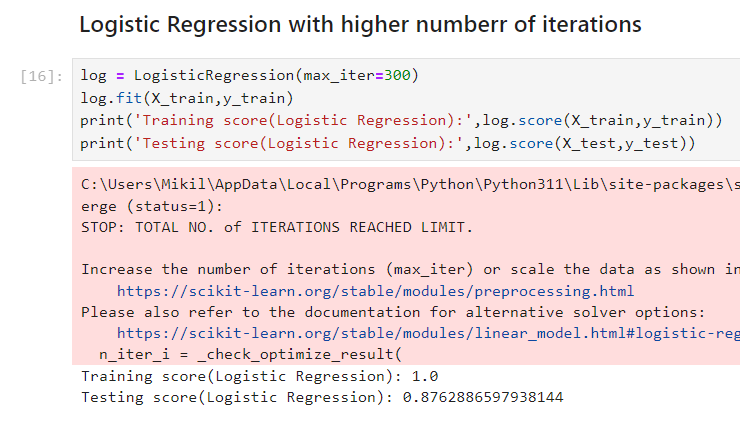 Logistic Regression with higher numberr of iterations
[16]: log = LogisticRegression(max_iter=300)
log.fit(X_train,y_train)
print('Training score(Logistic Regression):',log.score(X_train,y_train))
print('Testing score(Logistic Regression):',log.score(X_test,y_test))
C:\Users\Mikil\AppData\Local\Programs\Python\Python311\Lib\site-packages\s
erge (status=1):
STOP: TOTAL NO. of ITERATIONS REACHED LIMIT.
Increase the number of iterations (max_iter) or scale the data as shown in
https://scikit-learn.org/stable/modules/preprocessing.html
Please also refer to the documentation for alternative solver options:
https://scikit-learn.org/stable/modules/linear_model.html#logistic-reg
n_iter_i = _check_optimize_result(
Training score(Logistic Regression): 1.0
Testing score(Logistic Regression): 0.8762886597938144